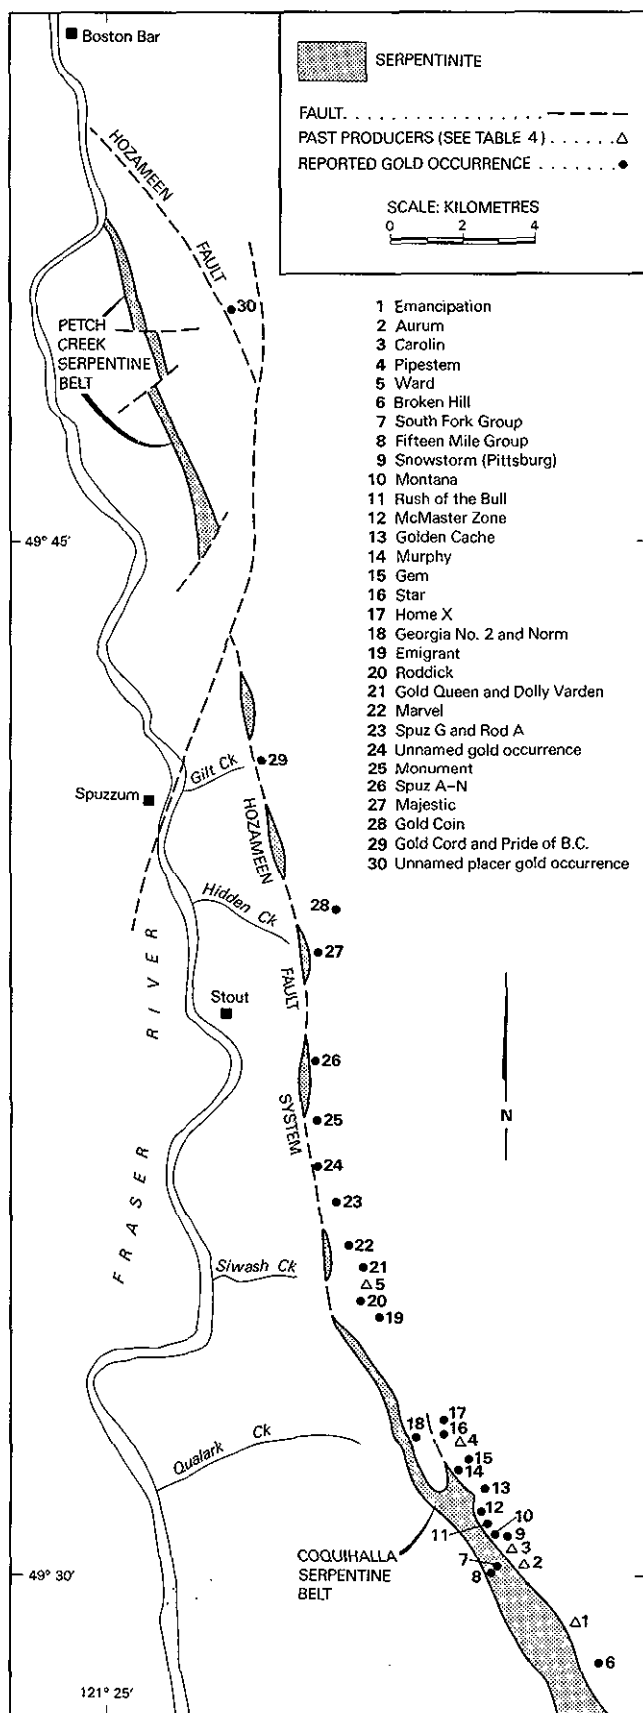 Boston Bar
SERPENTINITE
FAULT
PAST PRODUCERS (SEE TABLE 4)
REPORTED GOLD OCCURRENCE
SCALE: KILOMETRES
0 2 4
HOZAMEEN
FAULT
30
PETCH
CREEK
SERPENTINE
BELT
1 Emancipation
2 Aurum
3 Carolin
4 Pipestem
5 Ward
6 Broken Hill
7 South Fork Group
8 Fifteen Mile Group
9 Snowstorm (Pittsburg)
10 Montana
11 Rush of the Bull
12 McMaster Zone
13 Golden Cache
14 Murphy
15 Gem
16 Star
17 Home X
18 Georgia No. 2 and Norm
19 Emigrant
20 Roddick
21 Gold Queen and Dolly Varden
22 Marvel
23 Spuz G and Rod A
24 Unnamed gold occurrence
25 Monument
26 Spuz A–N
27 Majestic
28 Gold Coin
29 Gold Cord and Pride of B.C.
30 Unnamed placer gold occurrence
49° 45'
Gilt Ck
29
Spuzzum
HOZAMEEN
Hidden Ck
28
27
FAULT
Stout
RIVER
26
SYSTEM
25
24
N
23
FRASER
22
Siwash Ck
21
5
20
19
17
18
16
4
Qualark Ck
15
14
13
12
10
11
9
3
COQUIHALLA
SERPENTINE
BELT
7
2
8
49° 30'
1
6
121° 25'